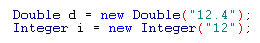 Double d = new Double("12.4");
Integer i = new Integer("12");